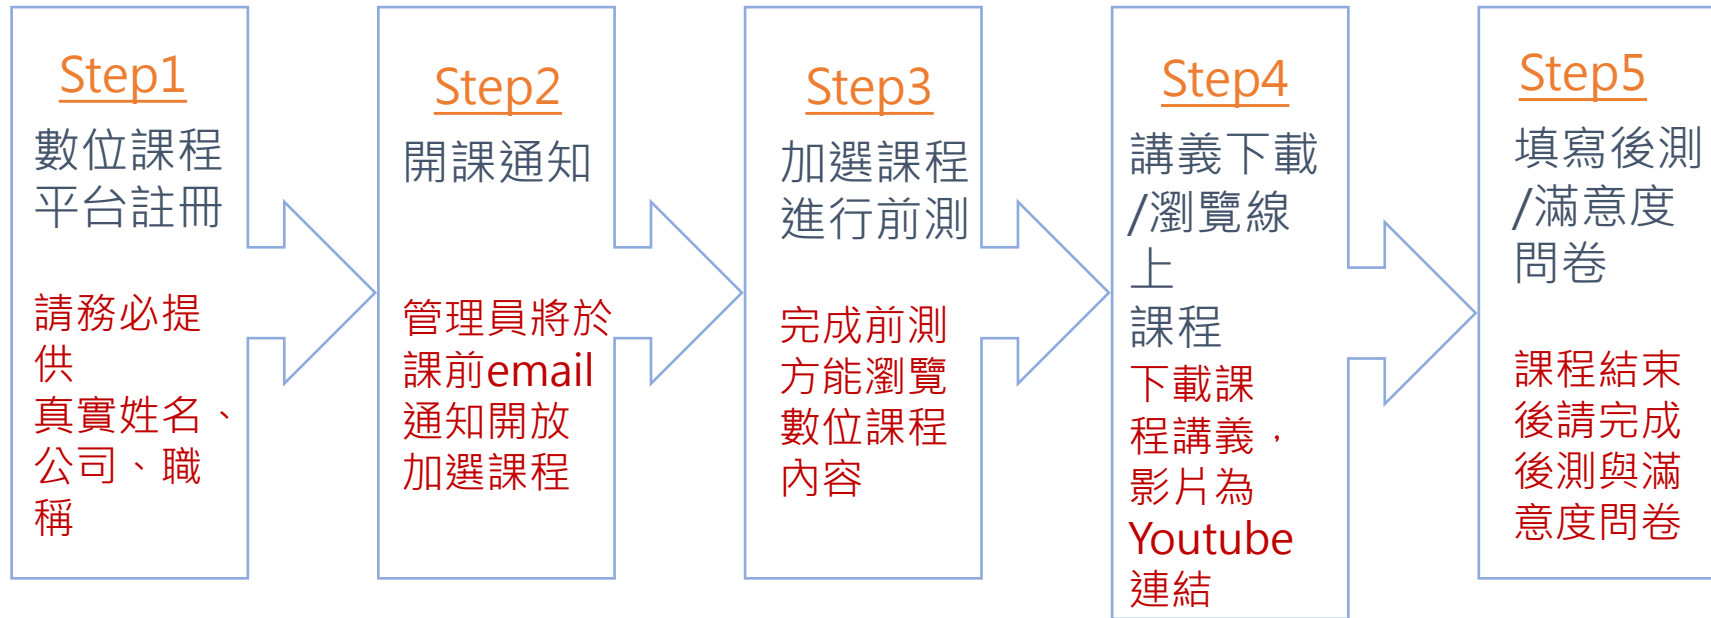 Step1
數位課程
平台註冊
請務必提
供
真實姓名、
公司、職
稱
Step2
開課通知
管理員將於
課前email
通知開放
加選課程
Step3
加選課程
進行前測
完成前測
方能瀏覽
數位課程
內容
Step4
講義下載
/瀏覽線
上
課程
下載課
程講義，
影片為
Youtube
連結
Step5
填寫後測
/滿意度
問卷
課程結束
後請完成
後測與滿
意度問卷